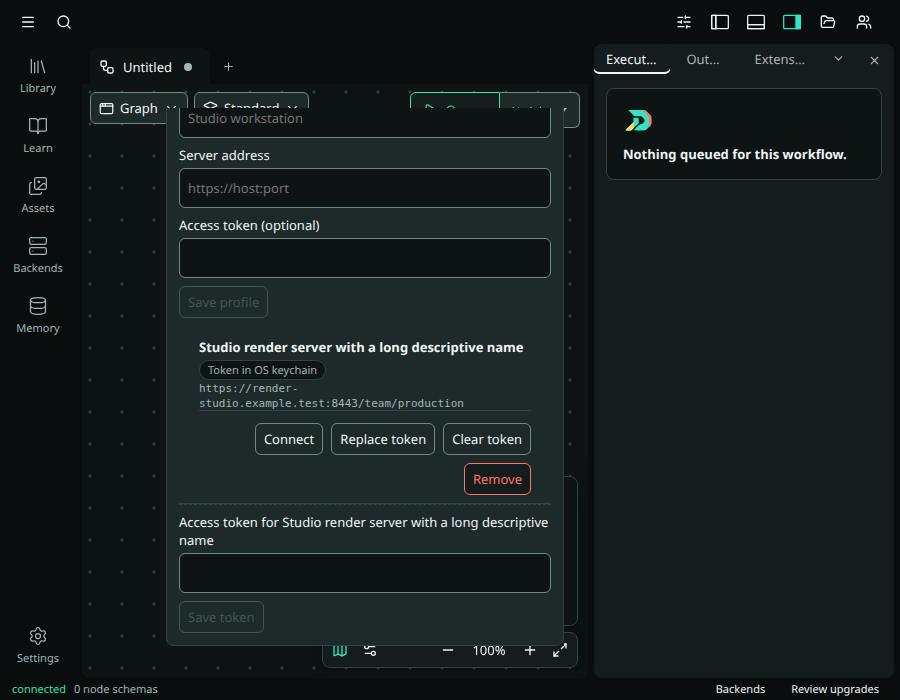 Untitled
Execut...
Out...
Extens...
Library
Learn
Assets
Backends
Memory
Settings
Graph
Standard
Nothing queued for this workflow.
Studio workstation
Server address
https://host:port
Access token (optional)
Save profile
Studio render server with a long descriptive name
Token in OS keychain
https://render-
studio.example.test:8443/team/production
Connect
Replace token
Clear token
Remove
Access token for Studio render server with a long descriptive
name
Save token
100%
connected
0 node schemas
Backends
Review upgrades